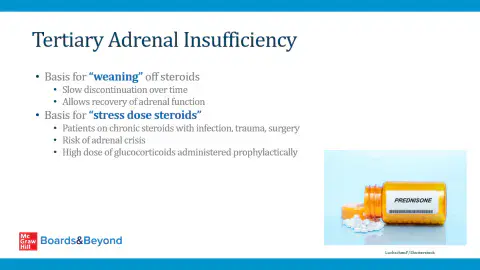 Tertiary Adrenal Insufficiency
• Basis for “weaning” off steroids
• Slow discontinuation over time
• Allows recovery of adrenal function
• Basis for “stress dose steroids”
• Patients on chronic steroids with infection, trauma, surgery
• Risk of adrenal crisis
• High dose of glucocorticoids administered prophylactically
PREDNISONE
Mc
Graw
Hill
Boards&Beyond